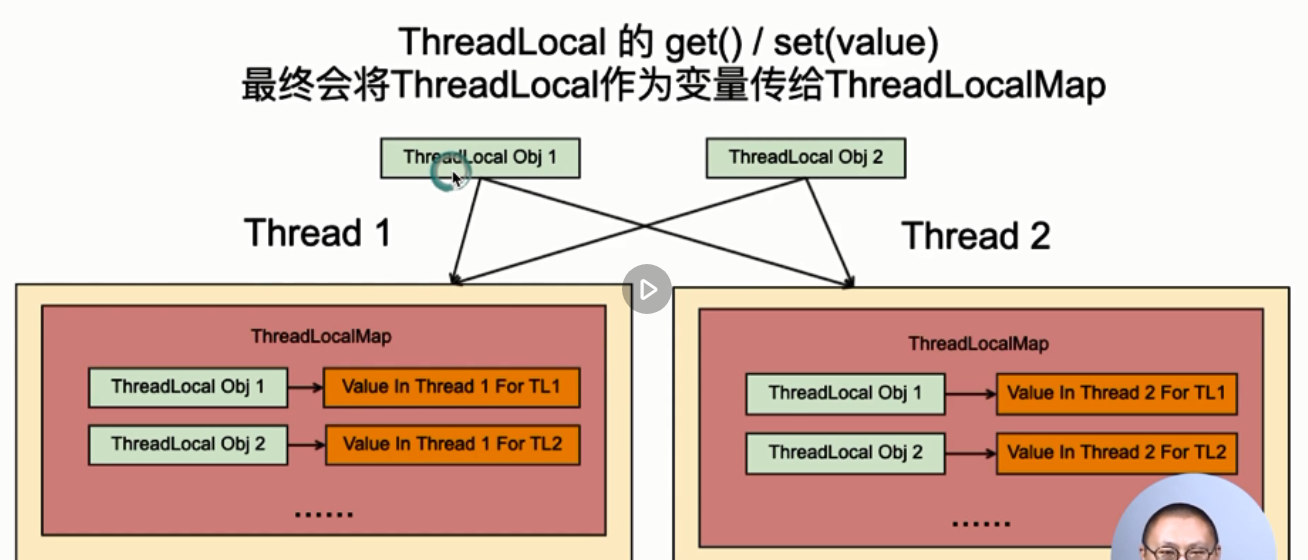 ThreadLocal 的 get() / set(value)
最终会将ThreadLocal作为变量传给ThreadLocalMap
ThreadLocal Obj 1
ThreadLocal Obj 2
Thread 1
Thread 2
ThreadLocalMap
ThreadLocal Obj 1
Value In Thread 1 For TL1
ThreadLocal Obj 2
Value In Thread 1 For TL2
......
ThreadLocalMap
ThreadLocal Obj 1
Value In Thread 2 For TL1
ThreadLocal Obj 2
Value In Thread 2 For TL2
......